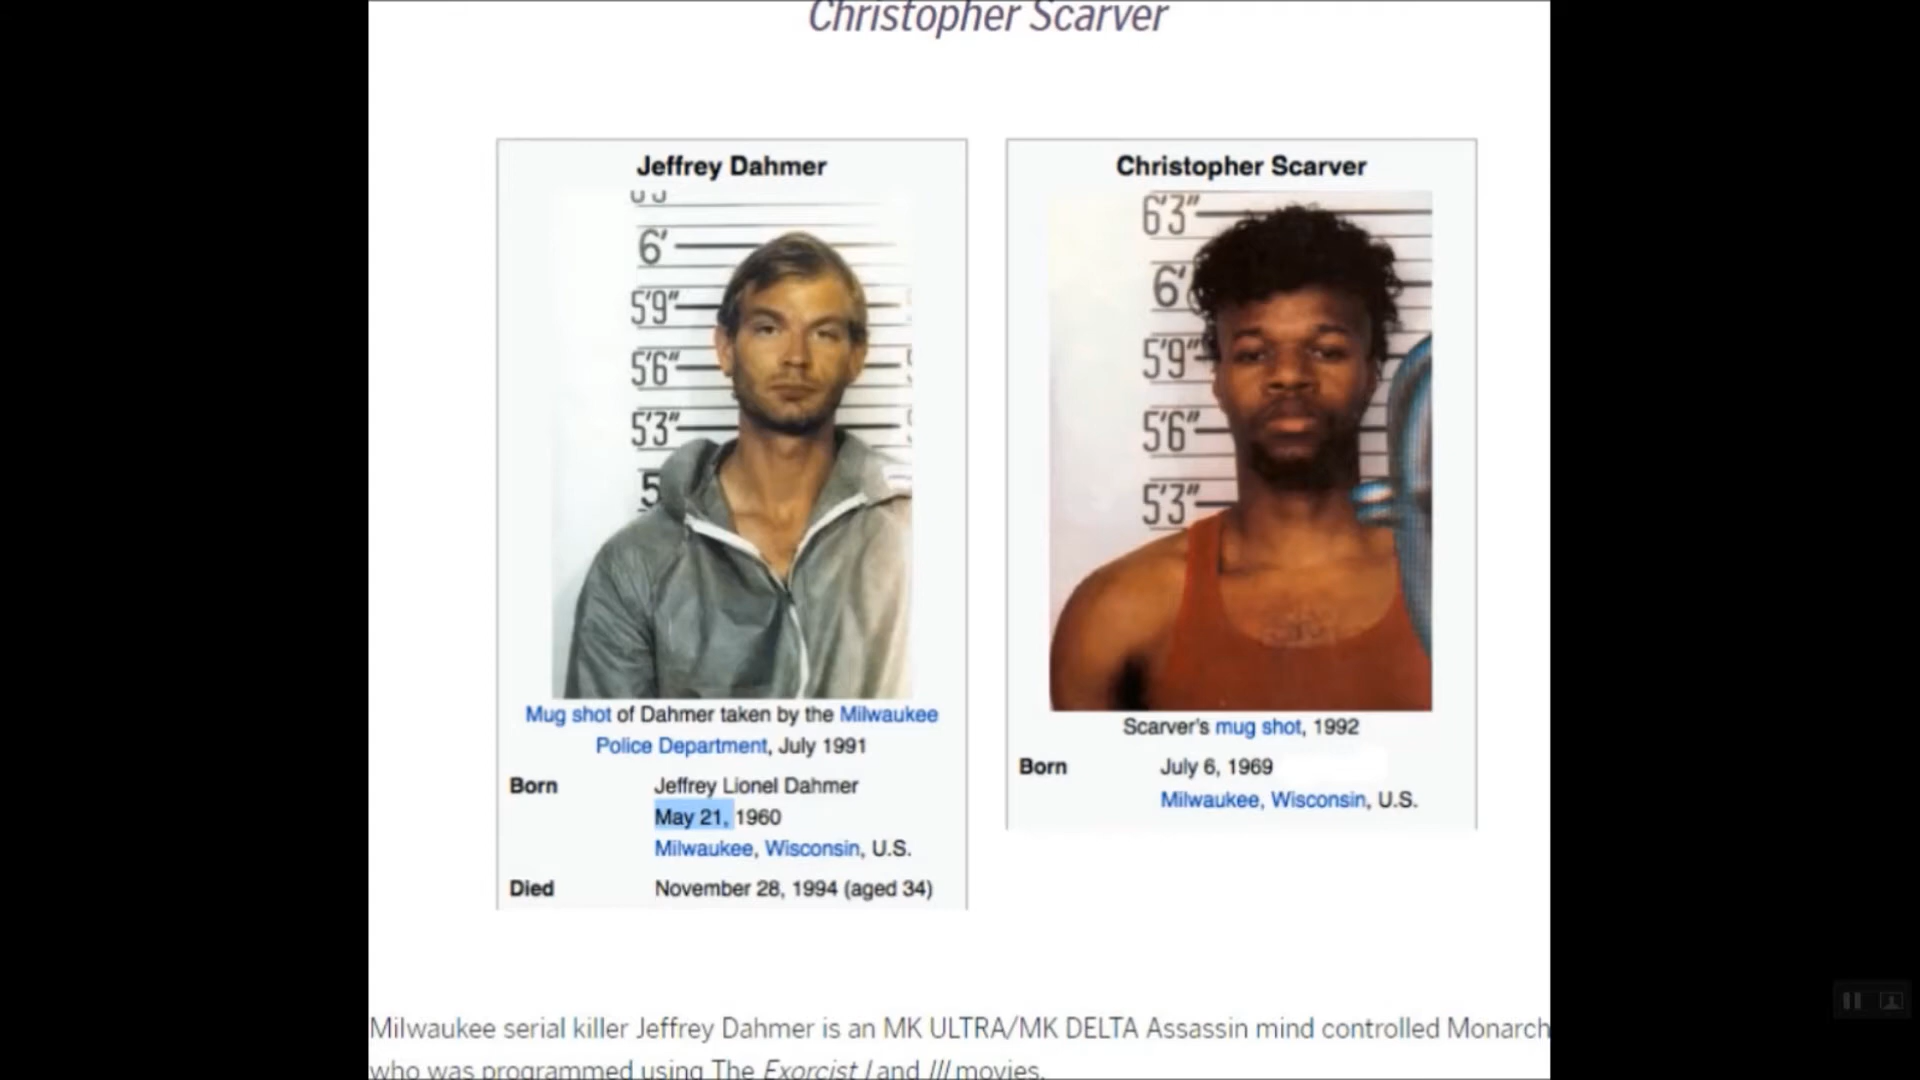 Christopher Scarver
Jeffrey Dahmer
6'
5'9"
5'6"
5'3"
5
Mug shot of Dahmer taken by the Milwaukee
Police Department, July 1991
Born Jeffrey Lionel Dahmer
May 21, 1960
Milwaukee, Wisconsin, U.S.
Died November 28, 1994 (aged 34)
Christopher Scarver
6'3"
6'
5'9"
5'6"
5'3"
Scarver's mug shot, 1992
Born July 6, 1969
Milwaukee, Wisconsin, U.S.
Milwaukee serial killer Jeffrey Dahmer is an MK ULTRA/MK DELTA Assassin mind controlled Monarch
who was programmed using The Exorcist I and III movies.